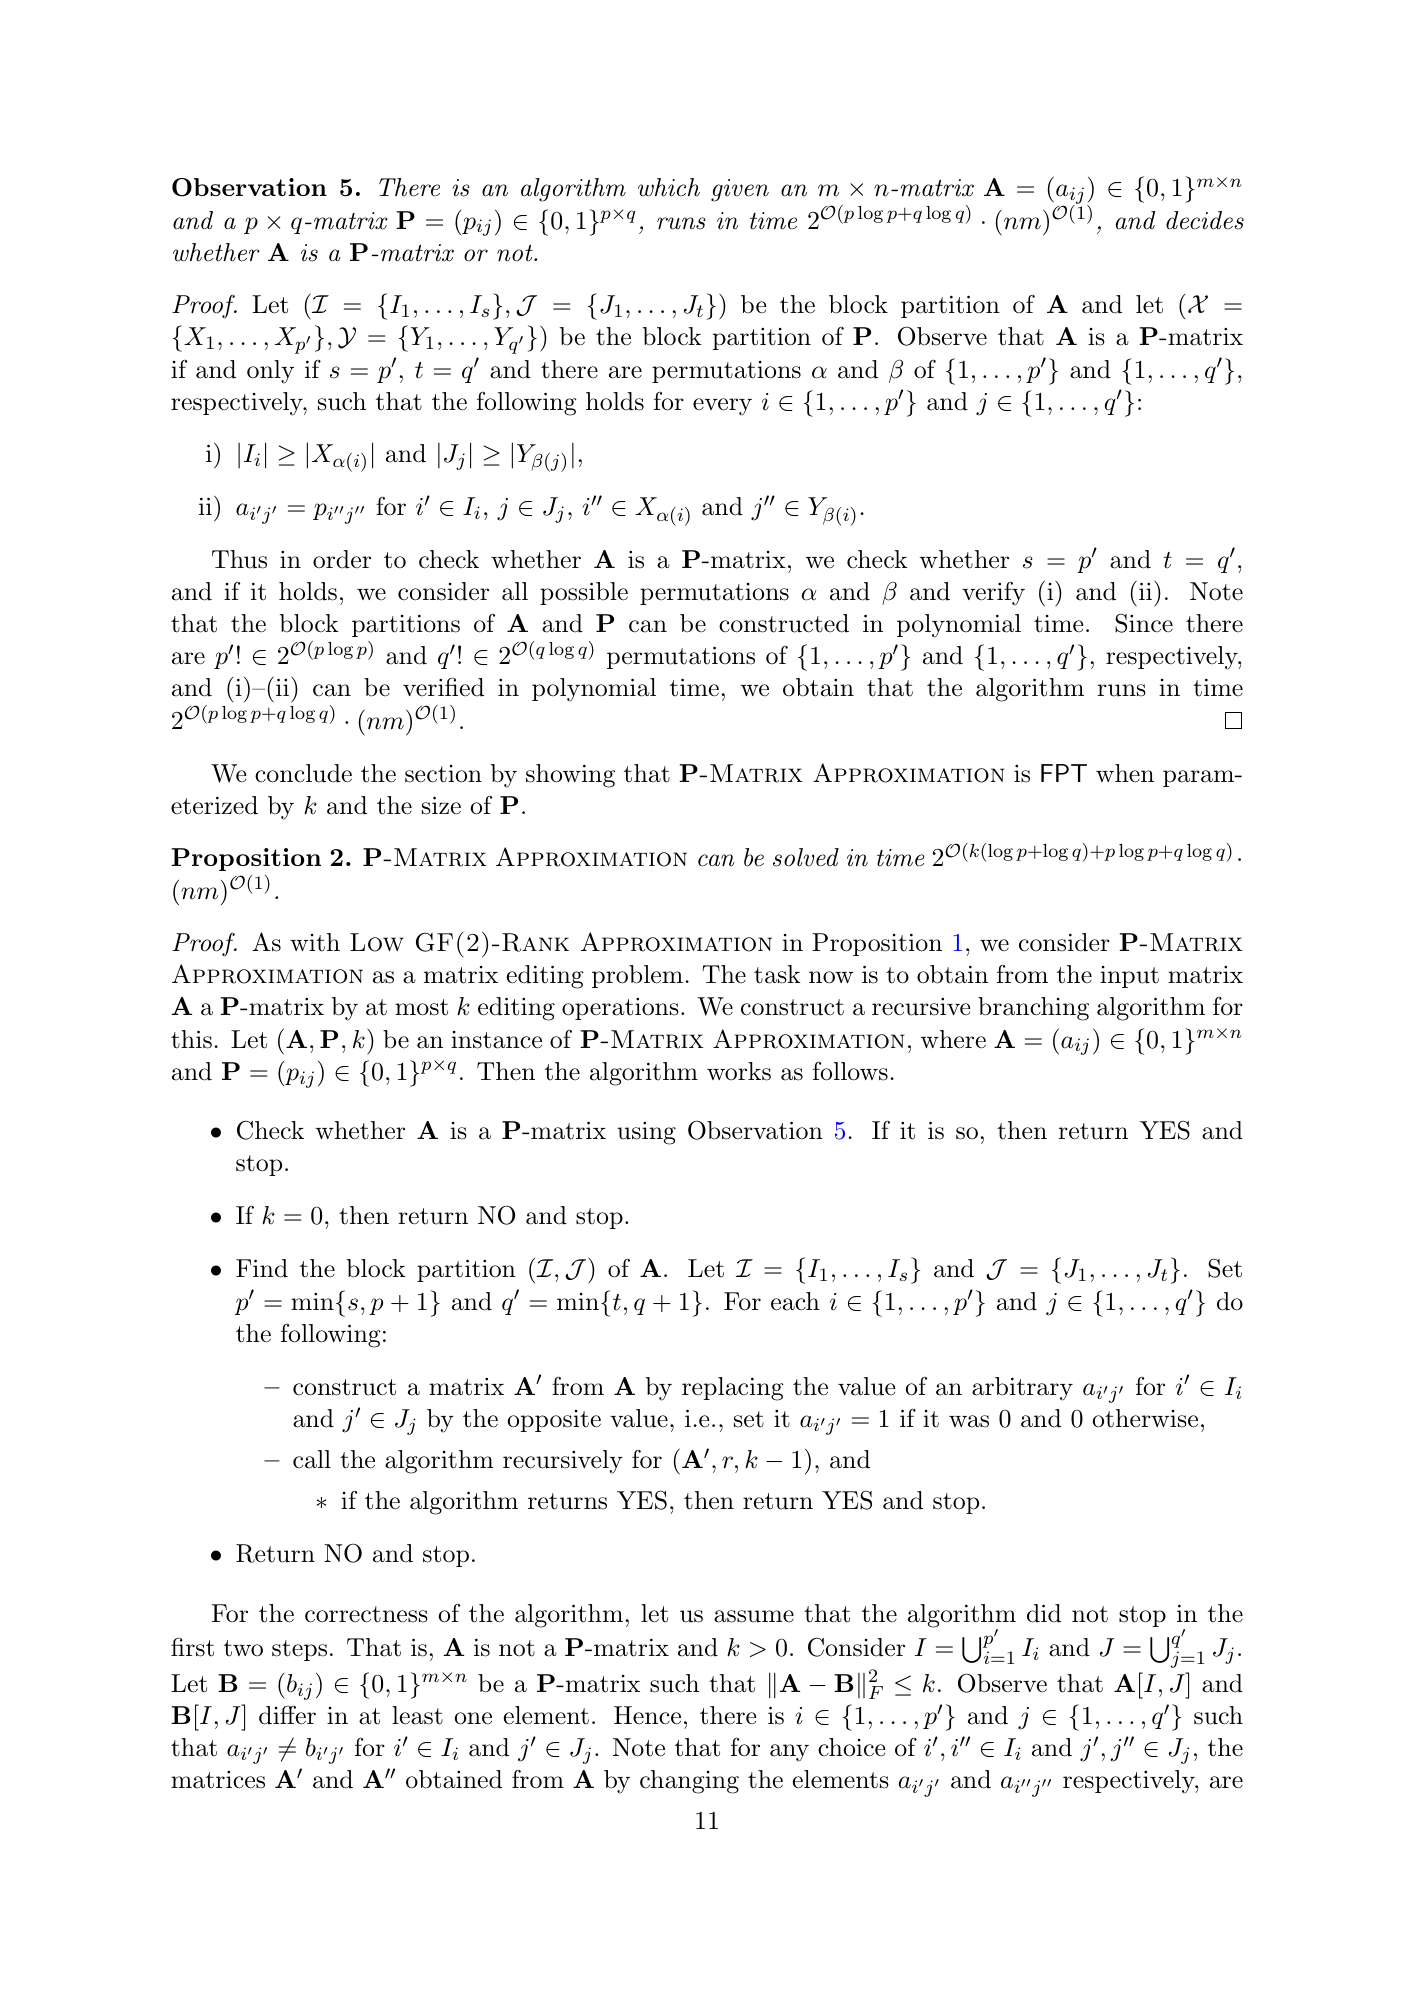 Observation 5. There is an algorithm which given an m × n-matrix A = (a_{ij}) ∈ {0, 1}^{m×n}
and a p × q-matrix P = (p_{ij}) ∈ {0, 1}^{p×q}, runs in time 2^{𝒪(p log p+q log q)} · (nm)^{𝒪(1)}, and decides
whether A is a P-matrix or not.
Proof. Let (ℐ = {I_1, . . . , I_s}, 𝒥 = {J_1, . . . , J_t}) be the block partition of A and let (𝒳 =
{X_1, . . . , X_{p′}}, 𝒴 = {Y_1, . . . , Y_{q′}}) be the block partition of P. Observe that A is a P-matrix
if and only if s = p′, t = q′ and there are permutations α and β of {1, . . . , p′} and {1, . . . , q′},
respectively, such that the following holds for every i ∈ {1, . . . , p′} and j ∈ {1, . . . , q′}:
i) |I_i| ≥ |X_{α(i)}| and |J_j| ≥ |Y_{β(j)}|,
ii) a_{i′j′} = p_{i′′j′′} for i′ ∈ I_i, j ∈ J_j, i′′ ∈ X_{α(i)} and j′′ ∈ Y_{β(i)}.
Thus in order to check whether A is a P-matrix, we check whether s = p′ and t = q′,
and if it holds, we consider all possible permutations α and β and verify (i) and (ii). Note
that the block partitions of A and P can be constructed in polynomial time. Since there
are p′! ∈ 2^{𝒪(p log p)} and q′! ∈ 2^{𝒪(q log q)} permutations of {1, . . . , p′} and {1, . . . , q′}, respectively,
and (i)–(ii) can be verified in polynomial time, we obtain that the algorithm runs in time
2^{𝒪(p log p+q log q)} · (nm)^{𝒪(1)}. □
We conclude the section by showing that P-Matrix Approximation is FPT when param-
eterized by k and the size of P.
Proposition 2. P-Matrix Approximation can be solved in time 2^{𝒪(k(log p+log q)+p log p+q log q)} ·
(nm)^{𝒪(1)}.
Proof. As with Low GF(2)-Rank Approximation in Proposition 1, we consider P-Matrix
Approximation as a matrix editing problem. The task now is to obtain from the input matrix
A a P-matrix by at most k editing operations. We construct a recursive branching algorithm for
this. Let (A, P, k) be an instance of P-Matrix Approximation, where A = (a_{ij}) ∈ {0, 1}^{m×n}
and P = (p_{ij}) ∈ {0, 1}^{p×q}. Then the algorithm works as follows.
• Check whether A is a P-matrix using Observation 5. If it is so, then return YES and
stop.
• If k = 0, then return NO and stop.
• Find the block partition (ℐ, 𝒥) of A. Let ℐ = {I_1, . . . , I_s} and 𝒥 = {J_1, . . . , J_t}. Set
p′ = min{s, p + 1} and q′ = min{t, q + 1}. For each i ∈ {1, . . . , p′} and j ∈ {1, . . . , q′} do
the following:
– construct a matrix A′ from A by replacing the value of an arbitrary a_{i′j′} for i′ ∈ I_i
and j′ ∈ J_j by the opposite value, i.e., set it a_{i′j′} = 1 if it was 0 and 0 otherwise,
– call the algorithm recursively for (A′, r, k − 1), and
∗ if the algorithm returns YES, then return YES and stop.
• Return NO and stop.
For the correctness of the algorithm, let us assume that the algorithm did not stop in the
first two steps. That is, A is not a P-matrix and k > 0. Consider I = ⋃_{i=1}^{p′} I_i and J = ⋃_{j=1}^{q′} J_j.
Let B = (b_{ij}) ∈ {0, 1}^{m×n} be a P-matrix such that ‖A − B‖_F^2 ≤ k. Observe that A[I, J] and
B[I, J] differ in at least one element. Hence, there is i ∈ {1, . . . , p′} and j ∈ {1, . . . , q′} such
that a_{i′j′} ≠ b_{i′j′} for i′ ∈ I_i and j′ ∈ J_j. Note that for any choice of i′, i′′ ∈ I_i and j′, j′′ ∈ J_j, the
matrices A′ and A′′ obtained from A by changing the elements a_{i′j′} and a_{i′′j′′} respectively, are
11